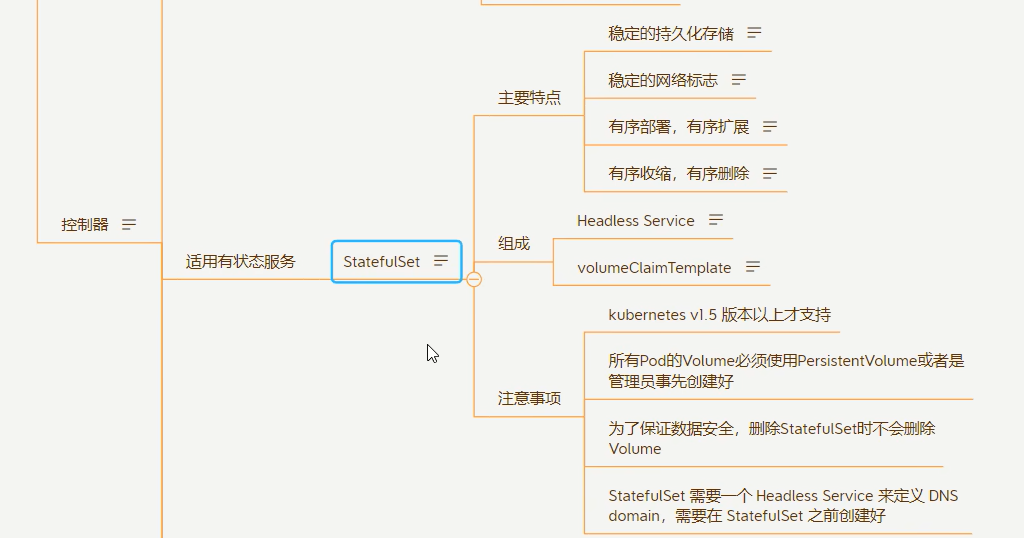 稳定的持久化存储
稳定的网络标志
主要特点
有序部署，有序扩展
有序收缩，有序删除
控制器
Headless Service
组成
适用有状态服务
StatefulSet
volumeClaimTemplate
kubernetes v1.5 版本以上才支持
所有Pod的Volume必须使用PersistentVolume或者是
管理员事先创建好
注意事项
为了保证数据安全，删除StatefulSet时不会删除
Volume
StatefulSet 需要一个 Headless Service 来定义 DNS
domain，需要在 StatefulSet 之前创建好